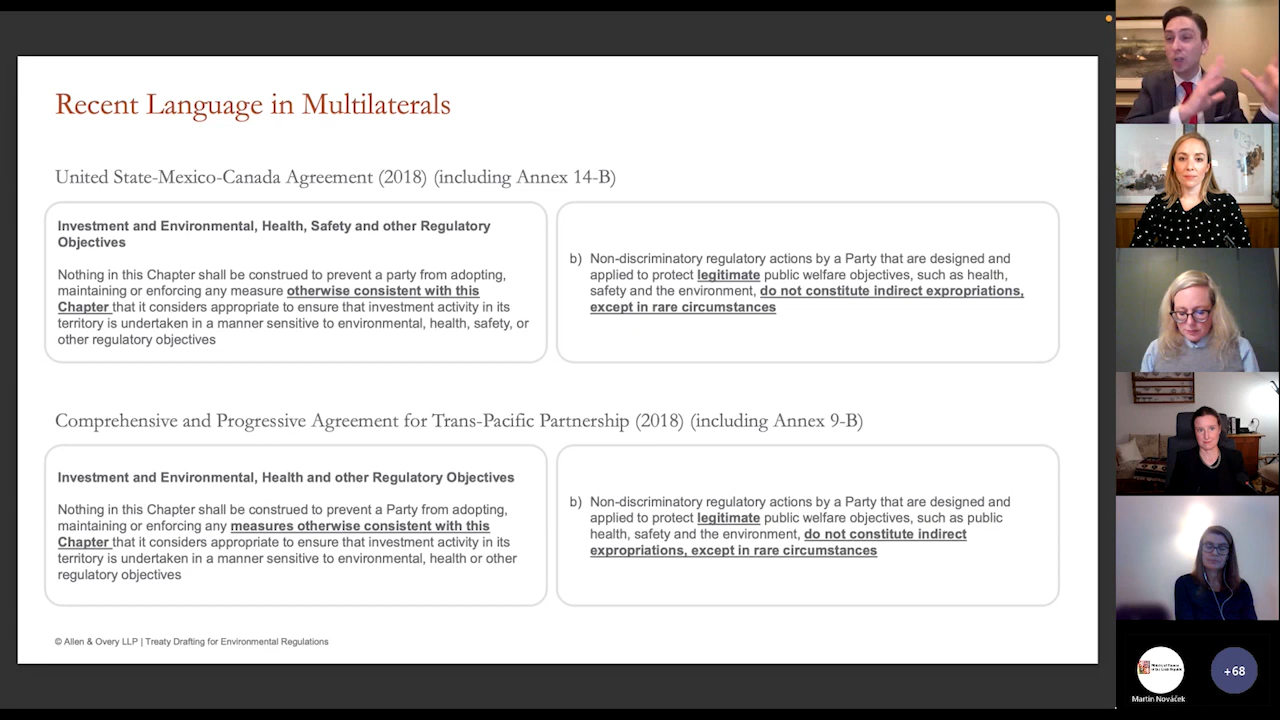 Recent Language in Multilaterals
United State-Mexico-Canada Agreement (2018) (including Annex 14-B)
Investment and Environmental, Health, Safety and other Regulatory
Objectives
Nothing in this Chapter shall be construed to prevent a party from adopting,
maintaining or enforcing any measure otherwise consistent with this
Chapter that it considers appropriate to ensure that investment activity in its
territory is undertaken in a manner sensitive to environmental, health, safety, or
other regulatory objectives
b) Non-discriminatory regulatory actions by a Party that are designed and
applied to protect legitimate public welfare objectives, such as health,
safety and the environment, do not constitute indirect expropriations,
except in rare circumstances
Comprehensive and Progressive Agreement for Trans-Pacific Partnership (2018) (including Annex 9-B)
Investment and Environmental, Health and other Regulatory Objectives
Nothing in this Chapter shall be construed to prevent a Party from adopting,
maintaining or enforcing any measures otherwise consistent with this
Chapter that it considers appropriate to ensure that investment activity in its
territory is undertaken in a manner sensitive to environmental, health or other
regulatory objectives
b) Non-discriminatory regulatory actions by a Party that are designed and
applied to protect legitimate public welfare objectives, such as public
health, safety and the environment, do not constitute indirect
expropriations, except in rare circumstances
© Allen & Overy LLP | Treaty Drafting for Environmental Regulations
+68
Martin Nováček